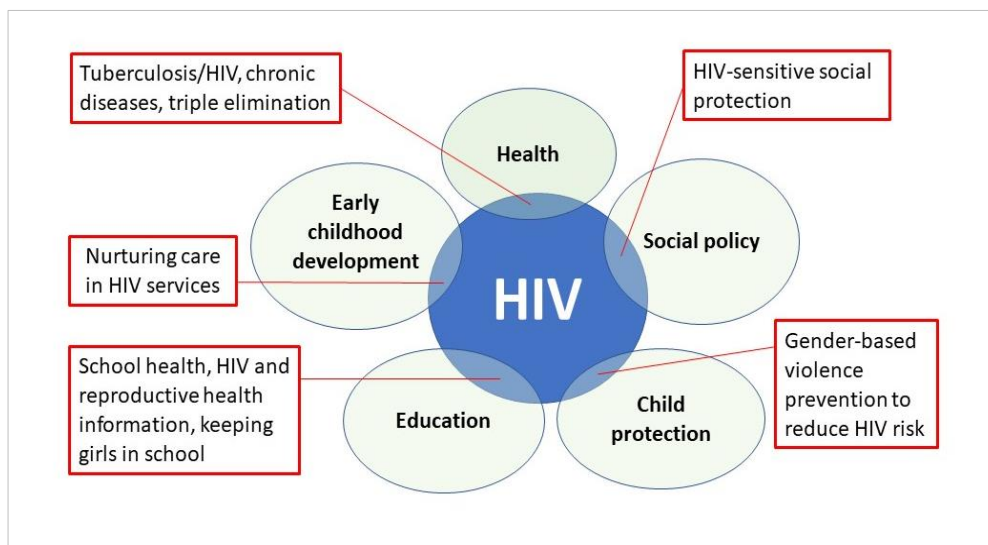 Tuberculosis/HIV, chronic
diseases, triple elimination
HIV-sensitive social
protection
Health
Early
childhood
development
Social policy
Nurturing care
in HIV services
HIV
School health, HIV and
reproductive health
information, keeping
girls in school
Education
Child
protection
Gender-based
violence
prevention to
reduce HIV risk